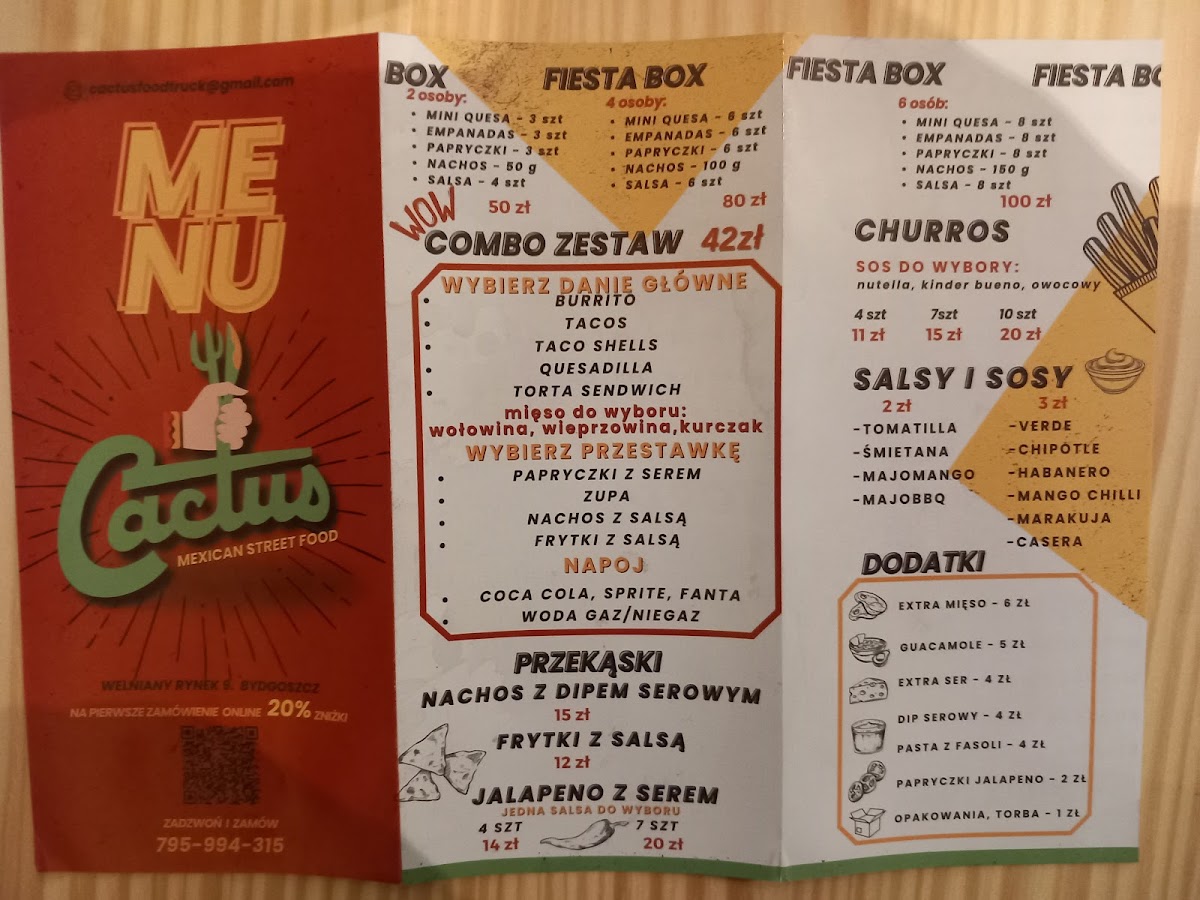 cactusfoodtruck@gmail.com
ME
NU
Cactus
MEXICAN STREET FOOD
WEŁNIANY RYNEK 9. BYDGOSZCZ
NA PIERWSZE ZAMÓWIENIE ONLINE 20% ZNIŻKI
ZADZWOŃ I ZAMÓW
795-994-315
BOX
2 osoby:
• MINI QUESA - 3 szt
• EMPANADAS - 3 szt
• PAPRYCZKI - 3 szt
• NACHOS - 50 g
• SALSA - 4 szt
50 zł
FIESTA BOX
4 osoby:
• MINI QUESA - 6 szt
• EMPANADAS - 6 szt
• PAPRYCZKI - 6 szt
• NACHOS - 100 g
• SALSA - 6 szt
80 zł
WOW
COMBO ZESTAW 42zł
WYBIERZ DANIE GŁÓWNE
• BURRITO
• TACOS
• TACO SHELLS
• QUESADILLA
• TORTA SENDWICH
mięso do wyboru:
wołowina, wieprzowina,kurczak
WYBIERZ PRZESTAWKĘ
• PAPRYCZKI Z SEREM
• ZUPA
• NACHOS Z SALSĄ
• FRYTKI Z SALSĄ
NAPOJ
• COCA COLA, SPRITE, FANTA
• WODA GAZ/NIEGAZ
PRZEKĄSKI
NACHOS Z DIPEM SEROWYM
15 zł
FRYTKI Z SALSĄ
12 zł
JALAPENO Z SEREM
JEDNA SALSA DO WYBORU
4 SZT 7 SZT
14 zł 20 zł
FIESTA BOX FIESTA BO
6 osób:
• MINI QUESA - 8 szt
• EMPANADAS - 8 szt
• PAPRYCZKI - 8 szt
• NACHOS - 150 g
• SALSA - 8 szt
100 zł
CHURROS
SOS DO WYBORY:
nutella, kinder bueno, owocowy
4 szt 7szt 10 szt
11 zł 15 zł 20 zł
SALSY I SOSY
2 zł
-TOMATILLA
-ŚMIETANA
-MAJOMANGO
-MAJOBBQ
3 zł
-VERDE
-CHIPOTLE
-HABANERO
-MANGO CHILLI
-MARAKUJA
-CASERA
DODATKI
EXTRA MIĘSO - 6 ZŁ
GUACAMOLE - 5 ZŁ
EXTRA SER - 4 ZŁ
DIP SEROWY - 4 ZŁ
PASTA Z FASOLI - 4 ZŁ
PAPRYCZKI JALAPENO - 2 ZŁ
OPAKOWANIA, TORBA - 1 ZŁ